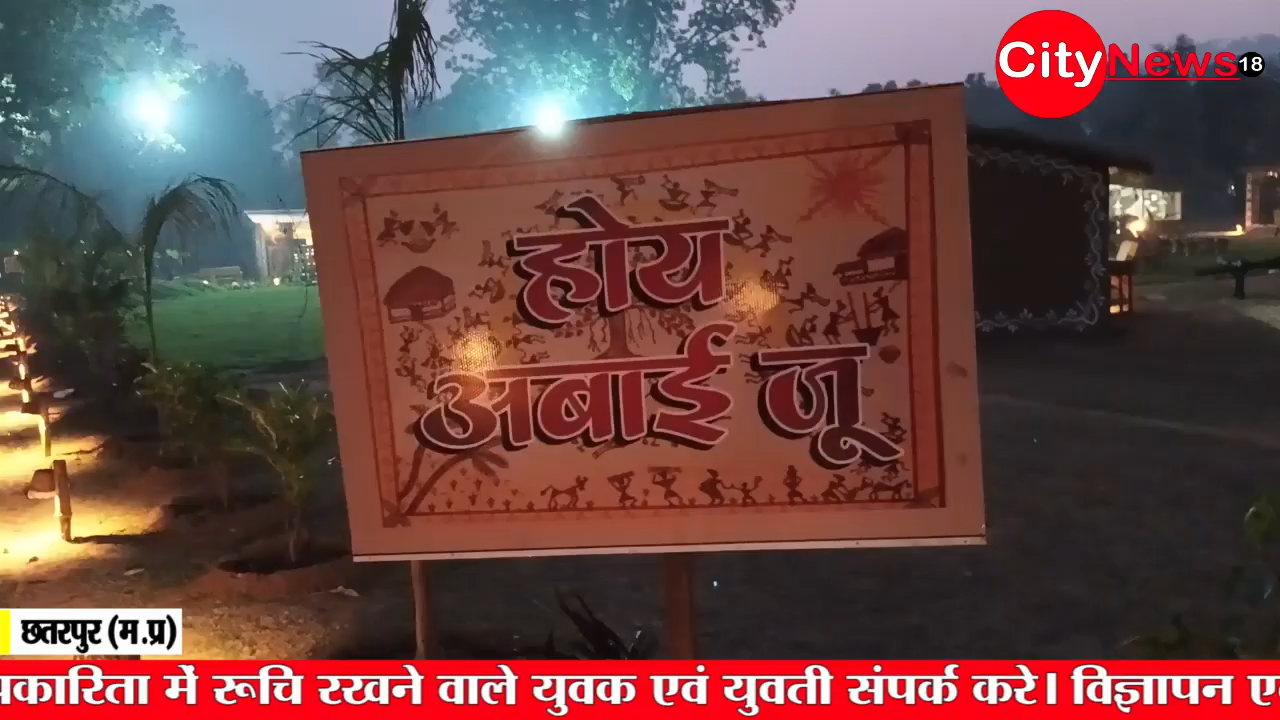 CityNews18
होय
अबाई जू
छतरपुर (म.प्र)
में रूचि रखने वाले युवक एवं युवती संपर्क करे। विज्ञापन